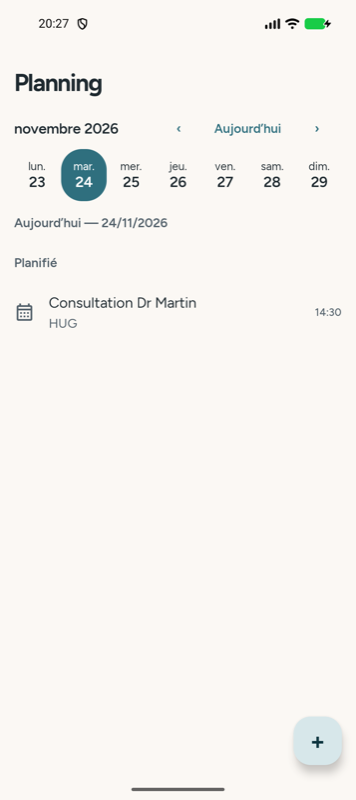 20:27
Planning
novembre 2026 ‹ Aujourd'hui ›
lun. mar. mer. jeu. ven. sam. dim.
23 24 25 26 27 28 29
Aujourd'hui — 24/11/2026
Planifié
Consultation Dr Martin
HUG
14:30
+